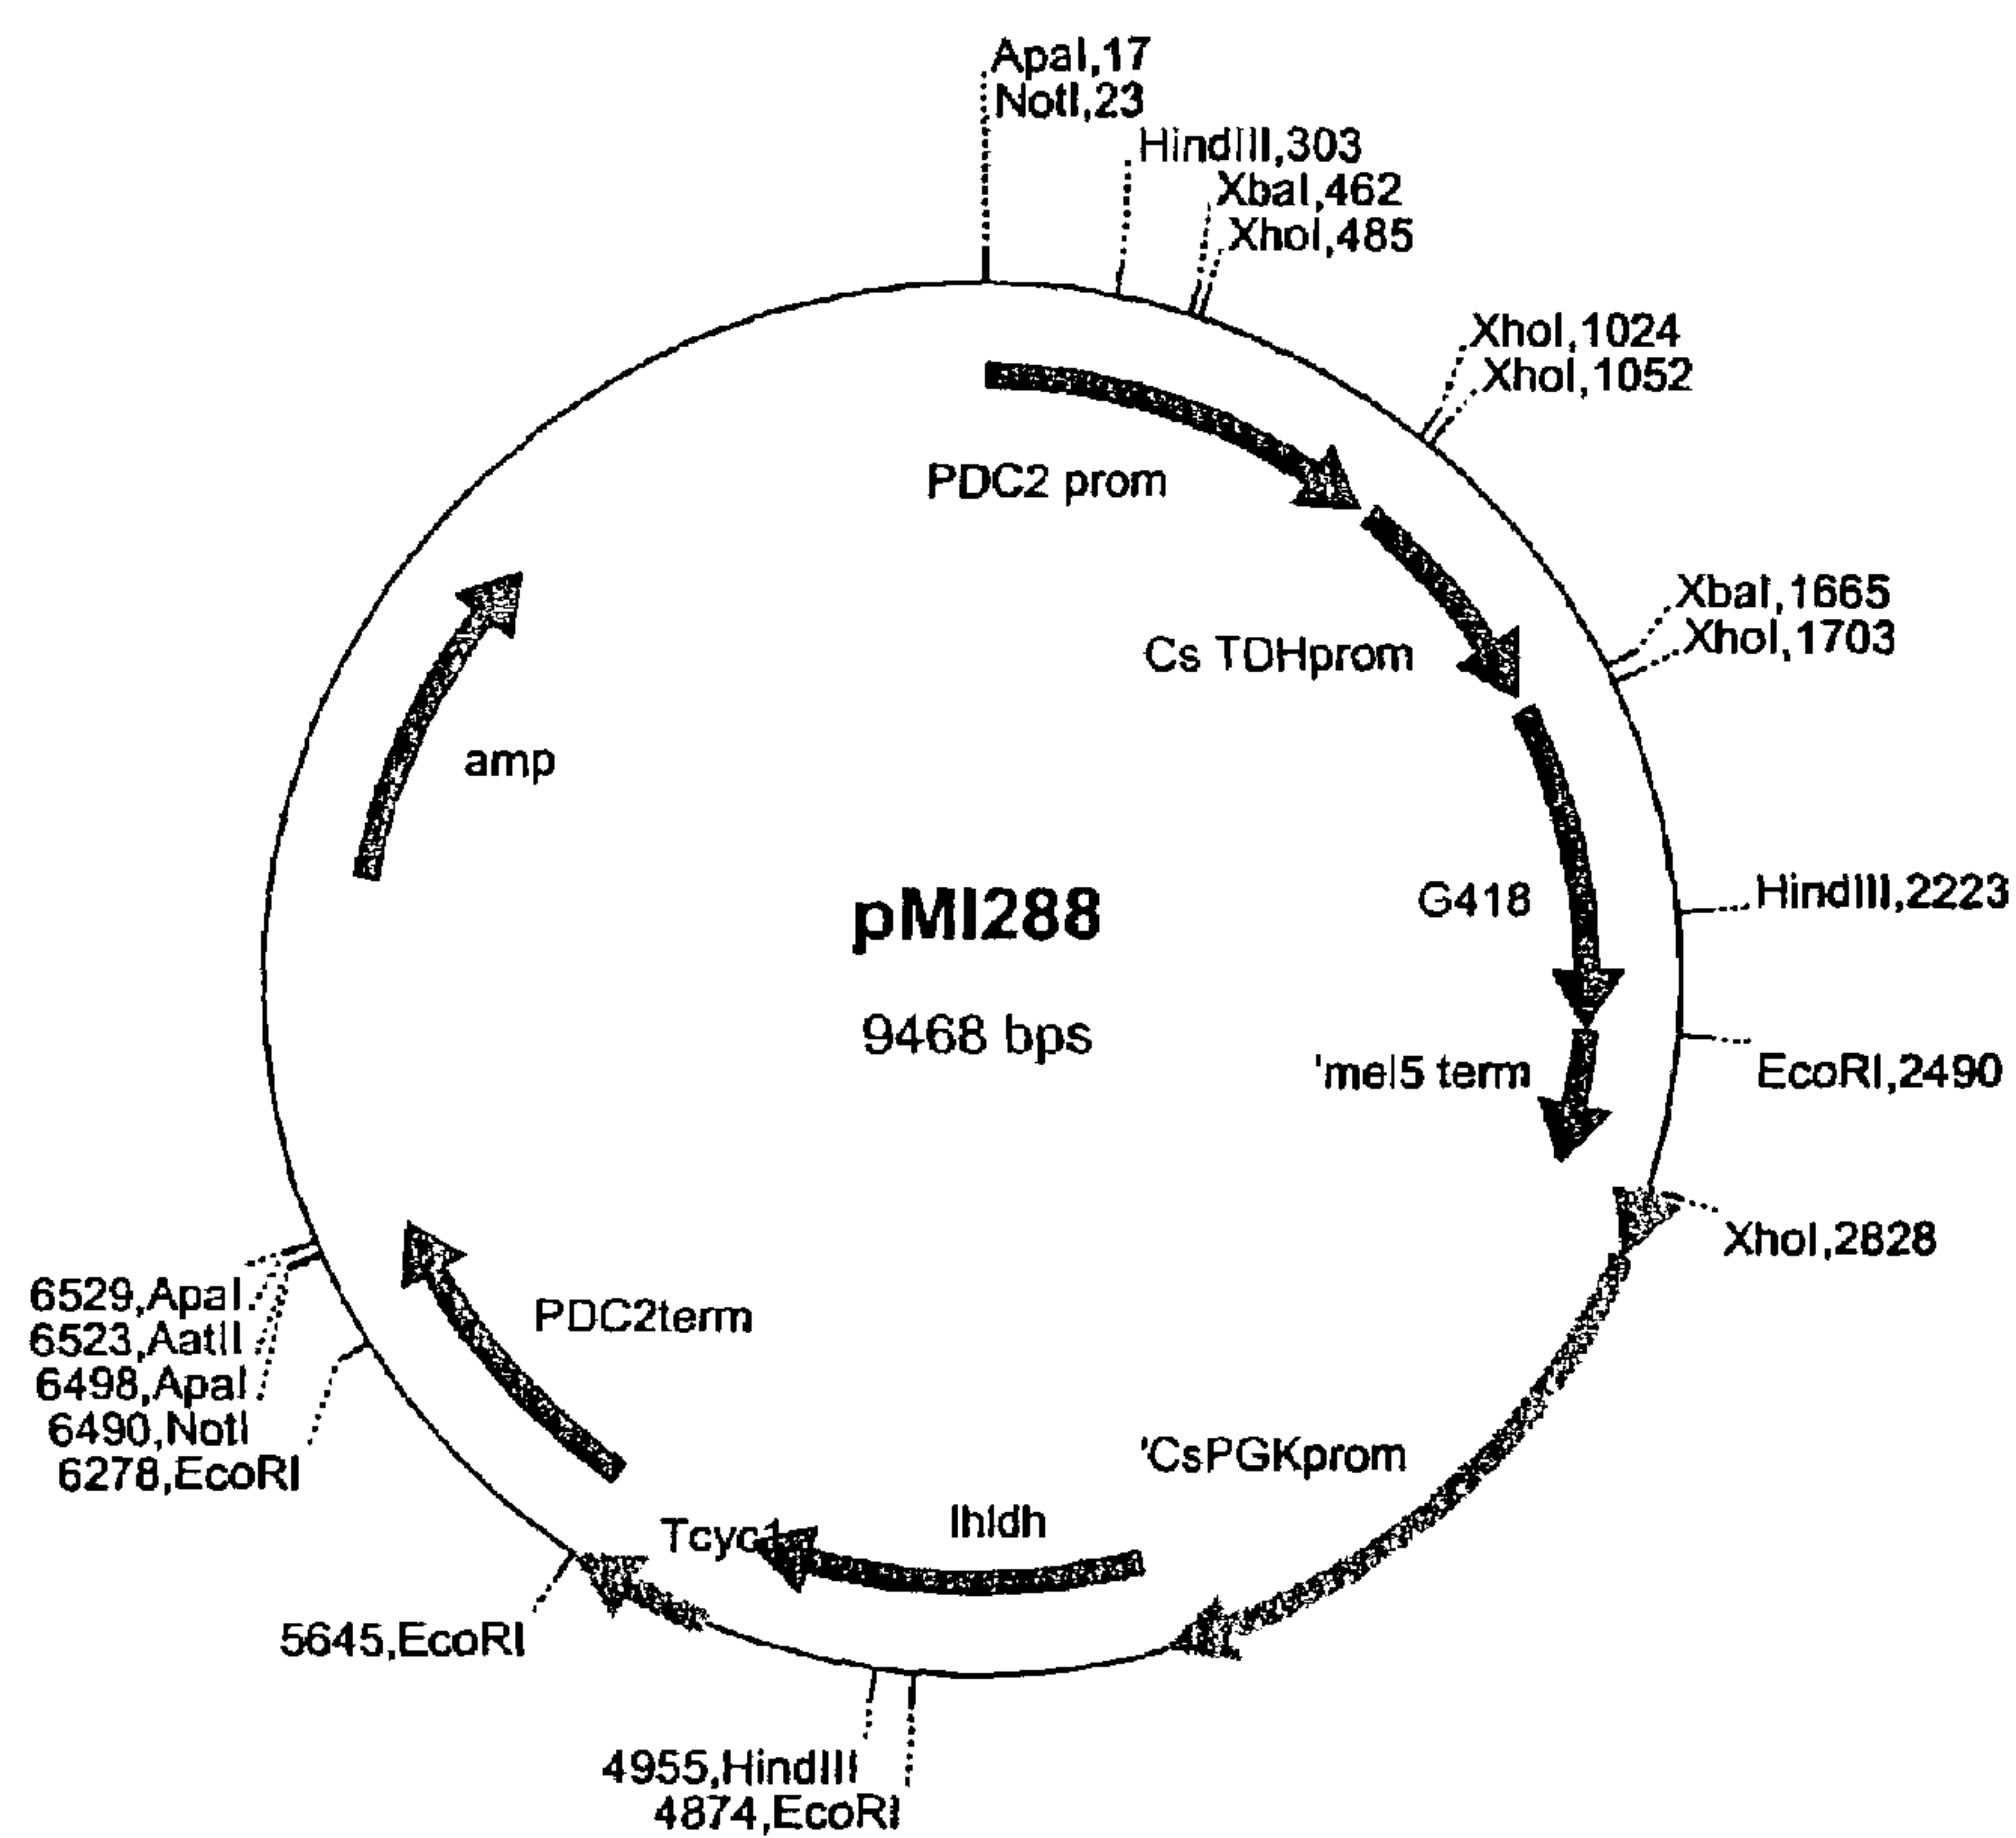 ApaI,17
NotI,23
HindIII,303
XbaI,462
XhoI,485
XhoI,1024
XhoI,1052
PDC2 prom
XbaI,1665
XhoI,1703
Cs TDHprom
amp
pMI288
9468 bps
G418
HindIII,2223
'mel5 term
EcoRI,2490
XhoI,2828
6529,ApaI
6523,AatII
6498,ApaI
6490,NotI
6278,EcoRI
PDC2term
'CsPGKprom
lhldh
Tcyc1
5645,EcoRI
4955,HindIII
4874,EcoRI